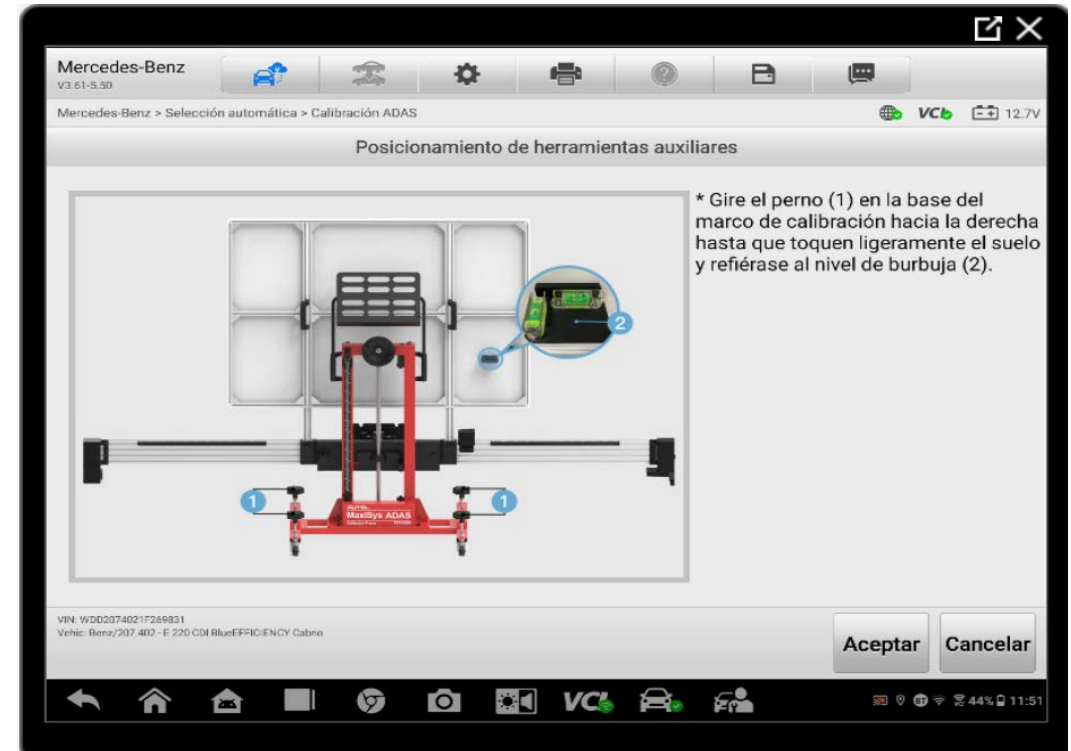 Mercedes-Benz
V3.61-5.50
Mercedes-Benz > Selección automática > Calibración ADAS
VCI
12.7V
Posicionamiento de herramientas auxiliares
* Gire el perno (1) en la base del
marco de calibración hacia la derecha
hasta que toquen ligeramente el suelo
y refiérase al nivel de burbuja (2).
2
1
1
AUTEL
MaxiSys ADAS
VIN: WDD2074021F269831
Vehic: Benz/207.402 - E 220 CDI BlueEFFICIENCY Cabrio
Aceptar
Cancelar
VCI
44%
11:51